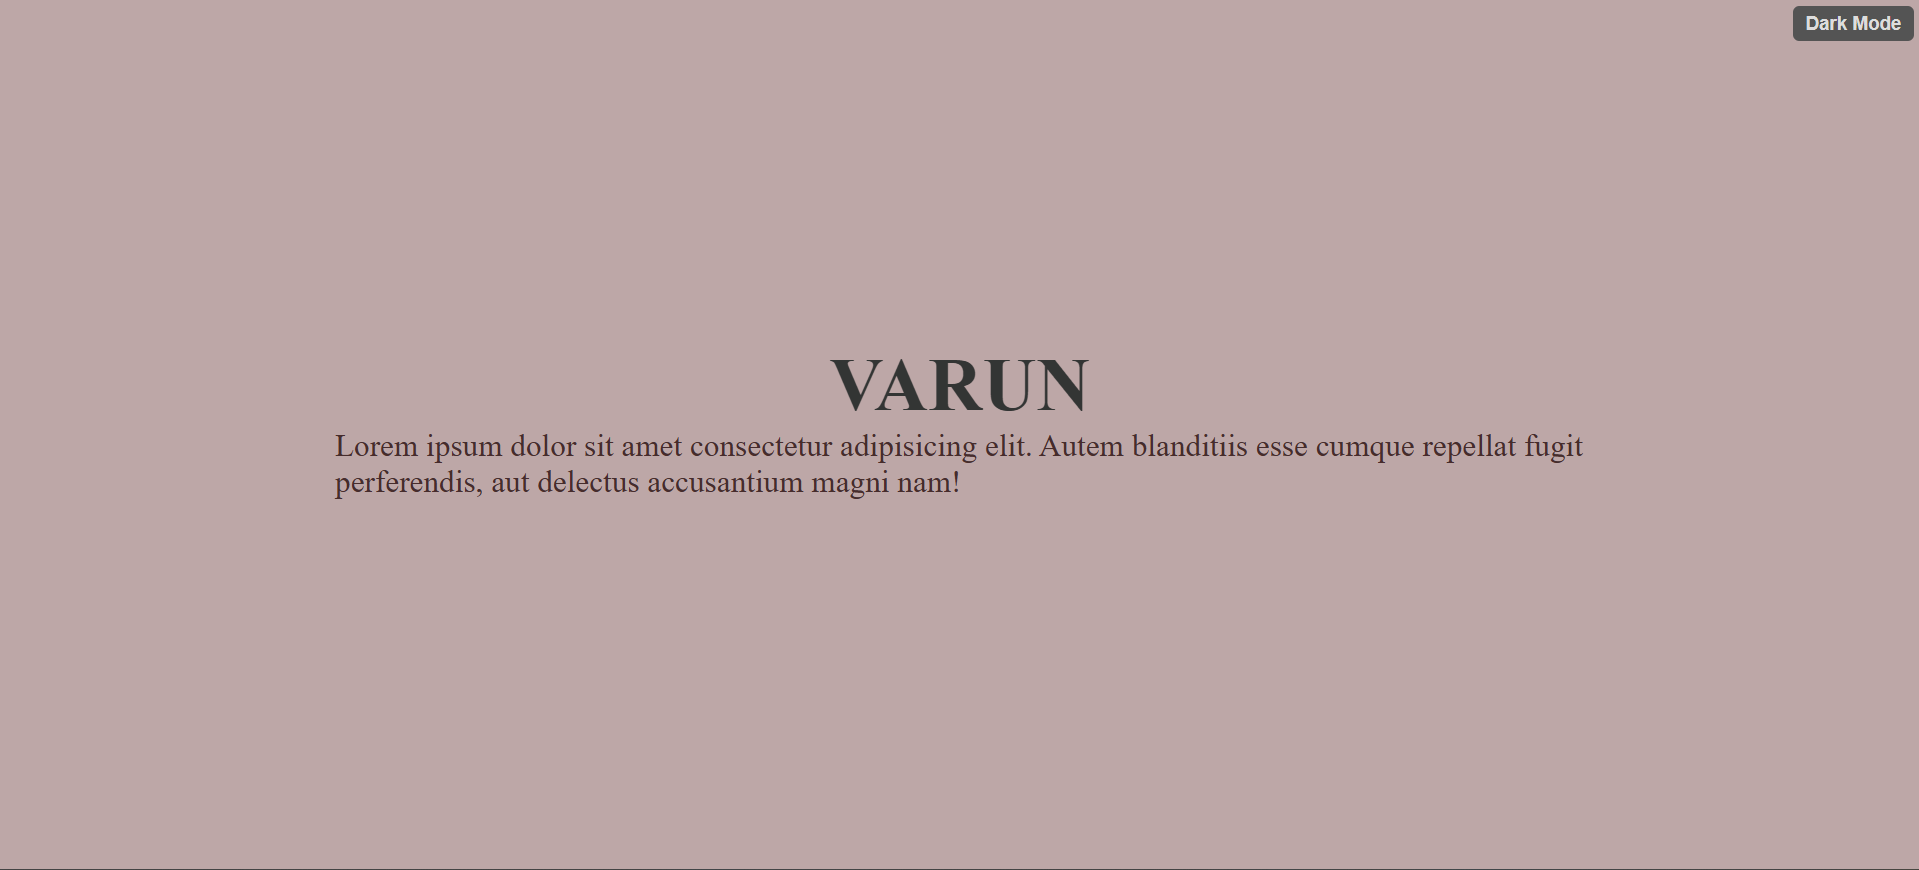 Dark Mode
VARUN
Lorem ipsum dolor sit amet consectetur adipisicing elit. Autem blanditiis esse cumque repellat fugit
perferendis, aut delectus accusantium magni nam!